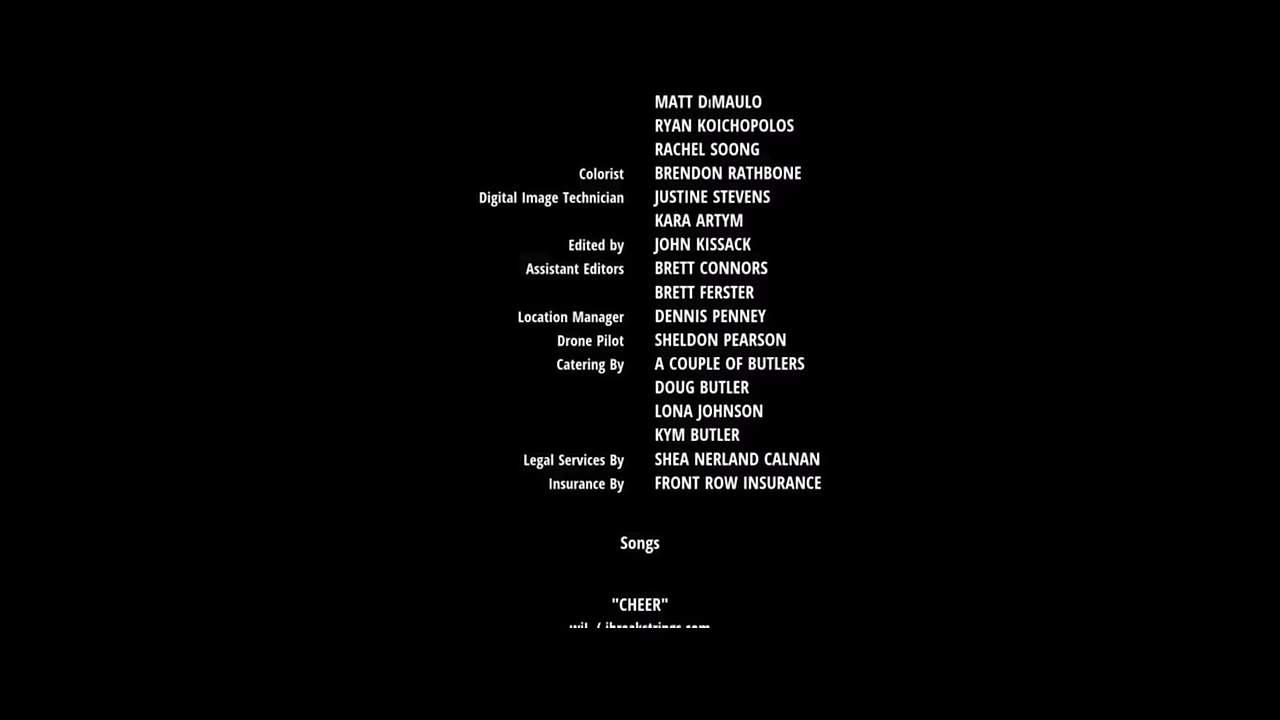 MATT DiMAULO
RYAN KOICHOPOLOS
RACHEL SOONG
Colorist BRENDON RATHBONE
Digital Image Technician JUSTINE STEVENS
KARA ARTYM
Edited by JOHN KISSACK
Assistant Editors BRETT CONNORS
BRETT FERSTER
Location Manager DENNIS PENNEY
Drone Pilot SHELDON PEARSON
Catering By A COUPLE OF BUTLERS
DOUG BUTLER
LONA JOHNSON
KYM BUTLER
Legal Services By SHEA NERLAND CALNAN
Insurance By FRONT ROW INSURANCE
Songs
"CHEER"
wil / ibreakstrings.com